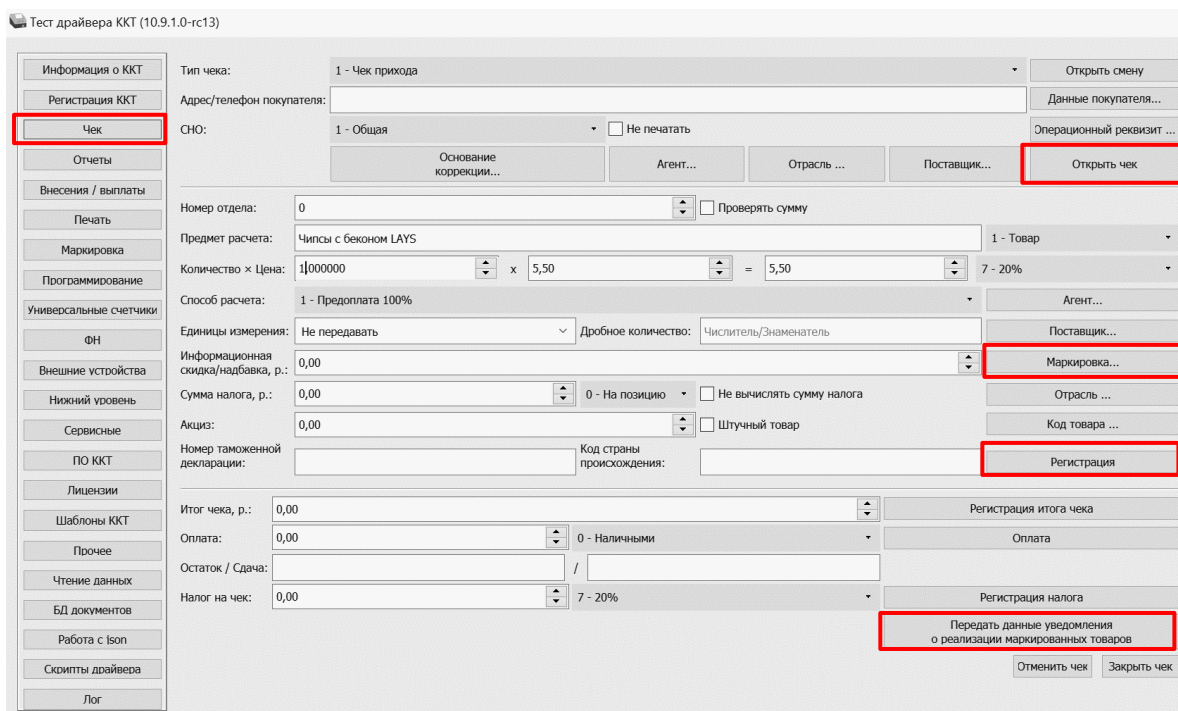 Тест драйвера ККТ (10.9.1.0-rc13)
Информация о ККТ
Регистрация ККТ
Чек
Отчеты
Внесения / выплаты
Печать
Маркировка
Программирование
Универсальные счетчики
ФН
Внешние устройства
Нижний уровень
Сервисные
ПО ККТ
Лицензии
Шаблоны ККТ
Прочее
Чтение данных
БД документов
Работа с json
Скрипты драйвера
Лог
Тип чека: 1 - Чек прихода Открыть смену
Адрес/телефон покупателя: Данные покупателя...
СНО: 1 - Общая Не печатать Операционный реквизит ...
Основание
коррекции... Агент... Отрасль ... Поставщик... Открыть чек
Номер отдела: 0 Проверять сумму
Предмет расчета: Чипсы с беконом LAYS 1 - Товар
Количество × Цена: 1,000000 x 5,50 = 5,50 7 - 20%
Способ расчета: 1 - Предоплата 100% Агент...
Единицы измерения: Не передавать Дробное количество: Числитель/Знаменатель Поставщик...
Информационная
скидка/надбавка, р.: 0,00 Маркировка...
Сумма налога, р.: 0,00 0 - На позицию Не вычислять сумму налога Отрасль ...
Акциз: 0,00 Штучный товар Код товара ...
Номер таможенной
декларации: Код страны
происхождения: Регистрация
Итог чека, р.: 0,00 Регистрация итога чека
Оплата: 0,00 0 - Наличными Оплата
Остаток / Сдача: /
Налог на чек: 0,00 7 - 20% Регистрация налога
Передать данные уведомления
о реализации маркированных товаров
Отменить чек Закрыть чек